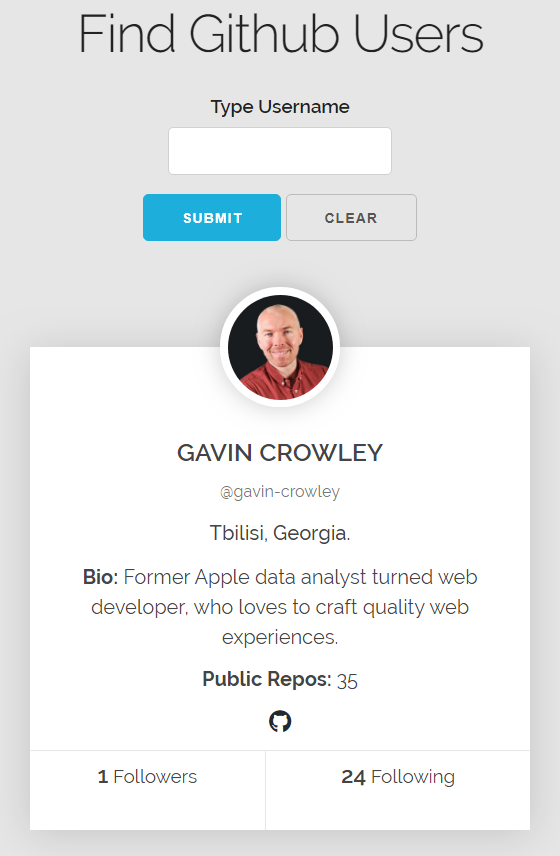 Find Github Users
Type Username
SUBMIT
CLEAR
GAVIN CROWLEY
@gavin-crowley
Tbilisi, Georgia.
Bio: Former Apple data analyst turned web
developer, who loves to craft quality web
experiences.
Public Repos: 35
1 Followers
24 Following